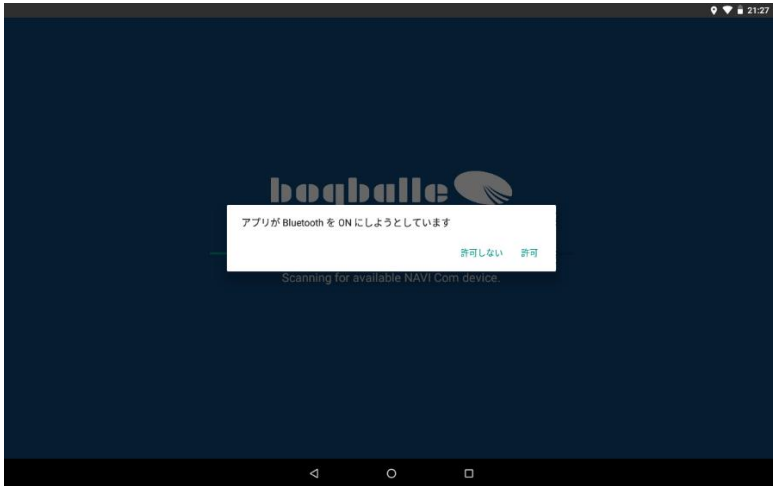 21:27
bogballe
アプリが Bluetooth を ON にしようとしています
許可しない 許可
Scanning for available NAVI Com device.